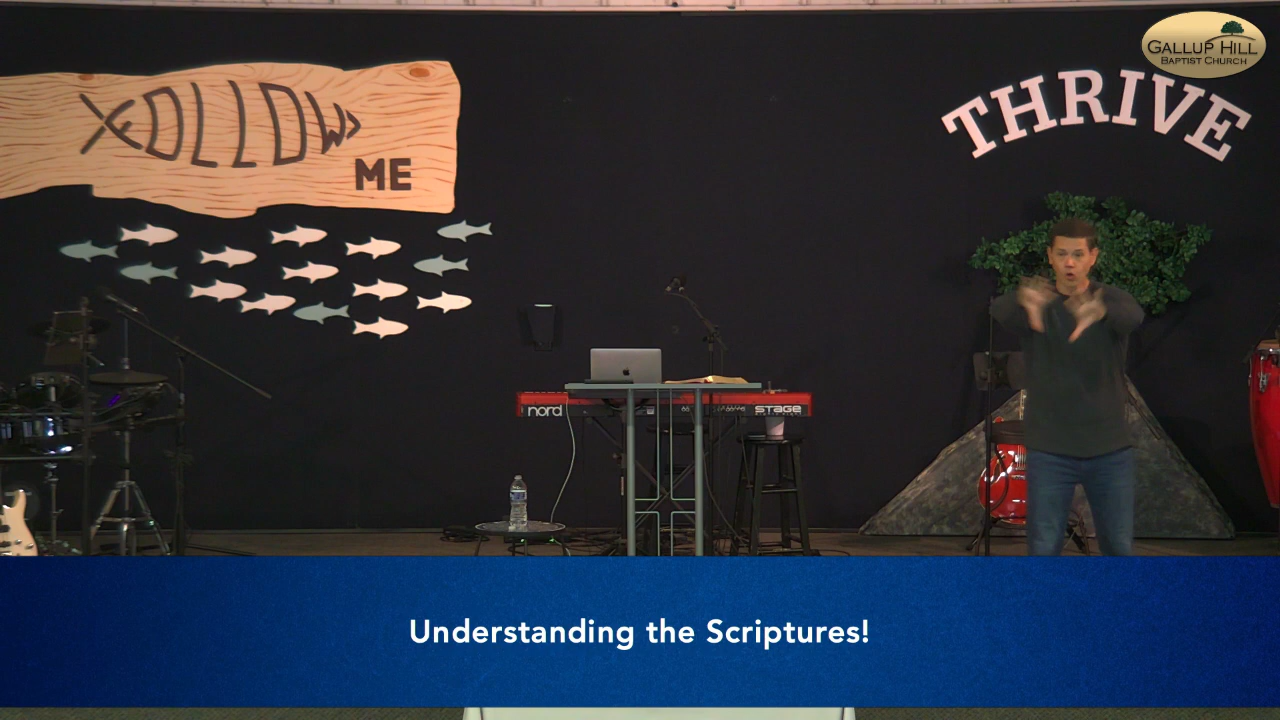 GALLUP HILL
BAPTIST CHURCH
THRIVE
FOLLOW
ME
nord
STAGE
Understanding the Scriptures!